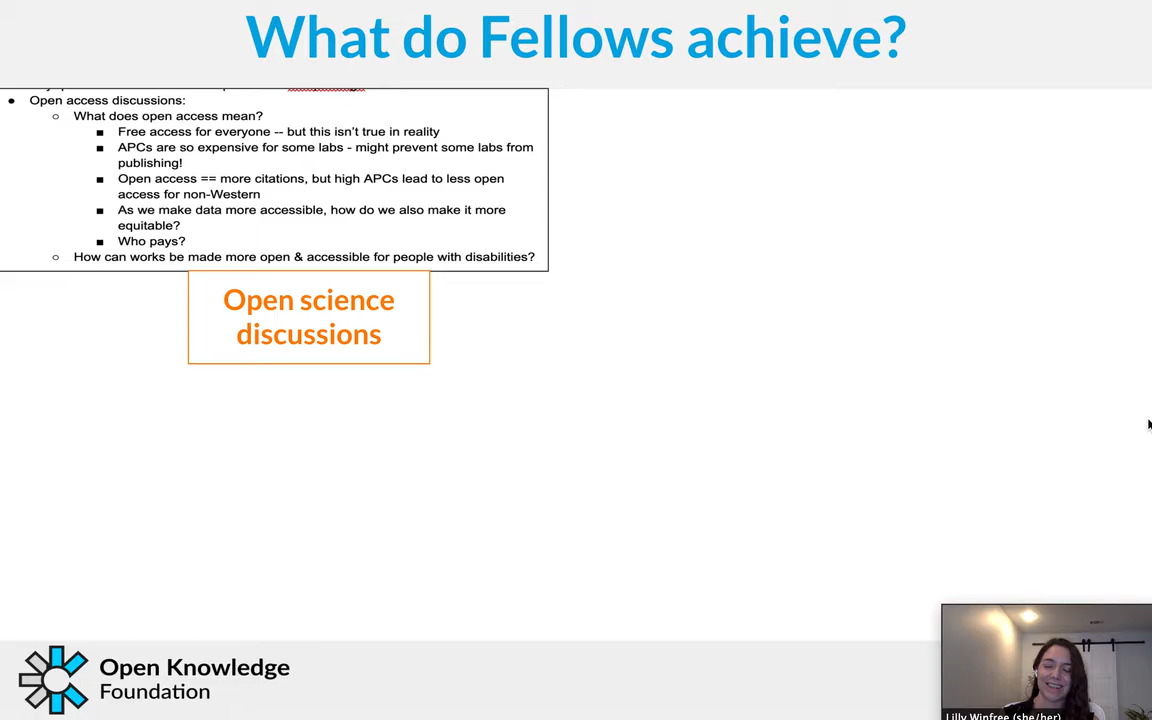 What do Fellows achieve?
● Open access discussions:
○ What does open access mean?
■ Free access for everyone -- but this isn't true in reality
■ APCs are so expensive for some labs - might prevent some labs from
publishing!
■ Open access == more citations, but high APCs lead to less open
access for non-Western
■ As we make data more accessible, how do we also make it more
equitable?
■ Who pays?
○ How can works be made more open & accessible for people with disabilities?
Open science
discussions
Open Knowledge
Foundation
Lilly Winfree (she/her)